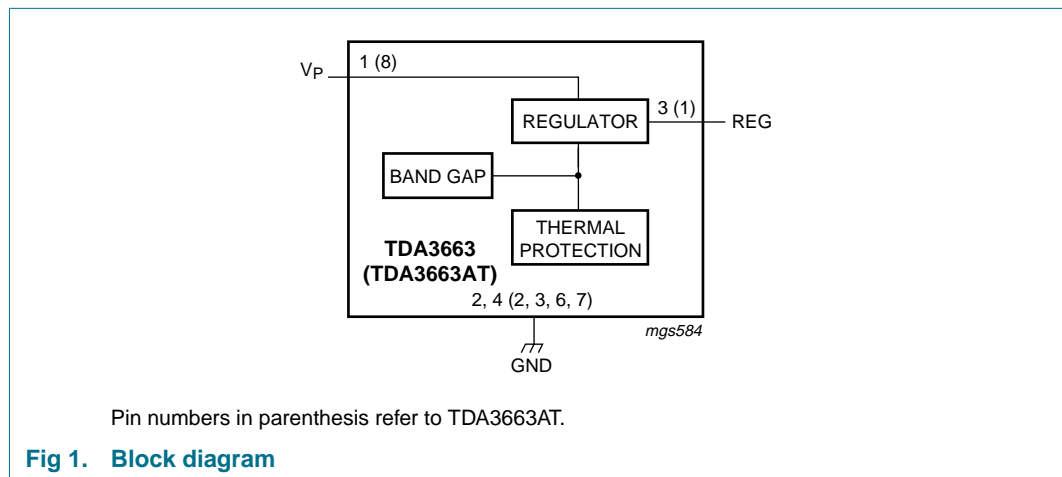 VP
1 (8)
REGULATOR
3 (1)
REG
BAND GAP
THERMAL
PROTECTION
TDA3663
(TDA3663AT)
2, 4 (2, 3, 6, 7)
mgs584
GND
Pin numbers in parenthesis refer to TDA3663AT.
Fig 1. Block diagram